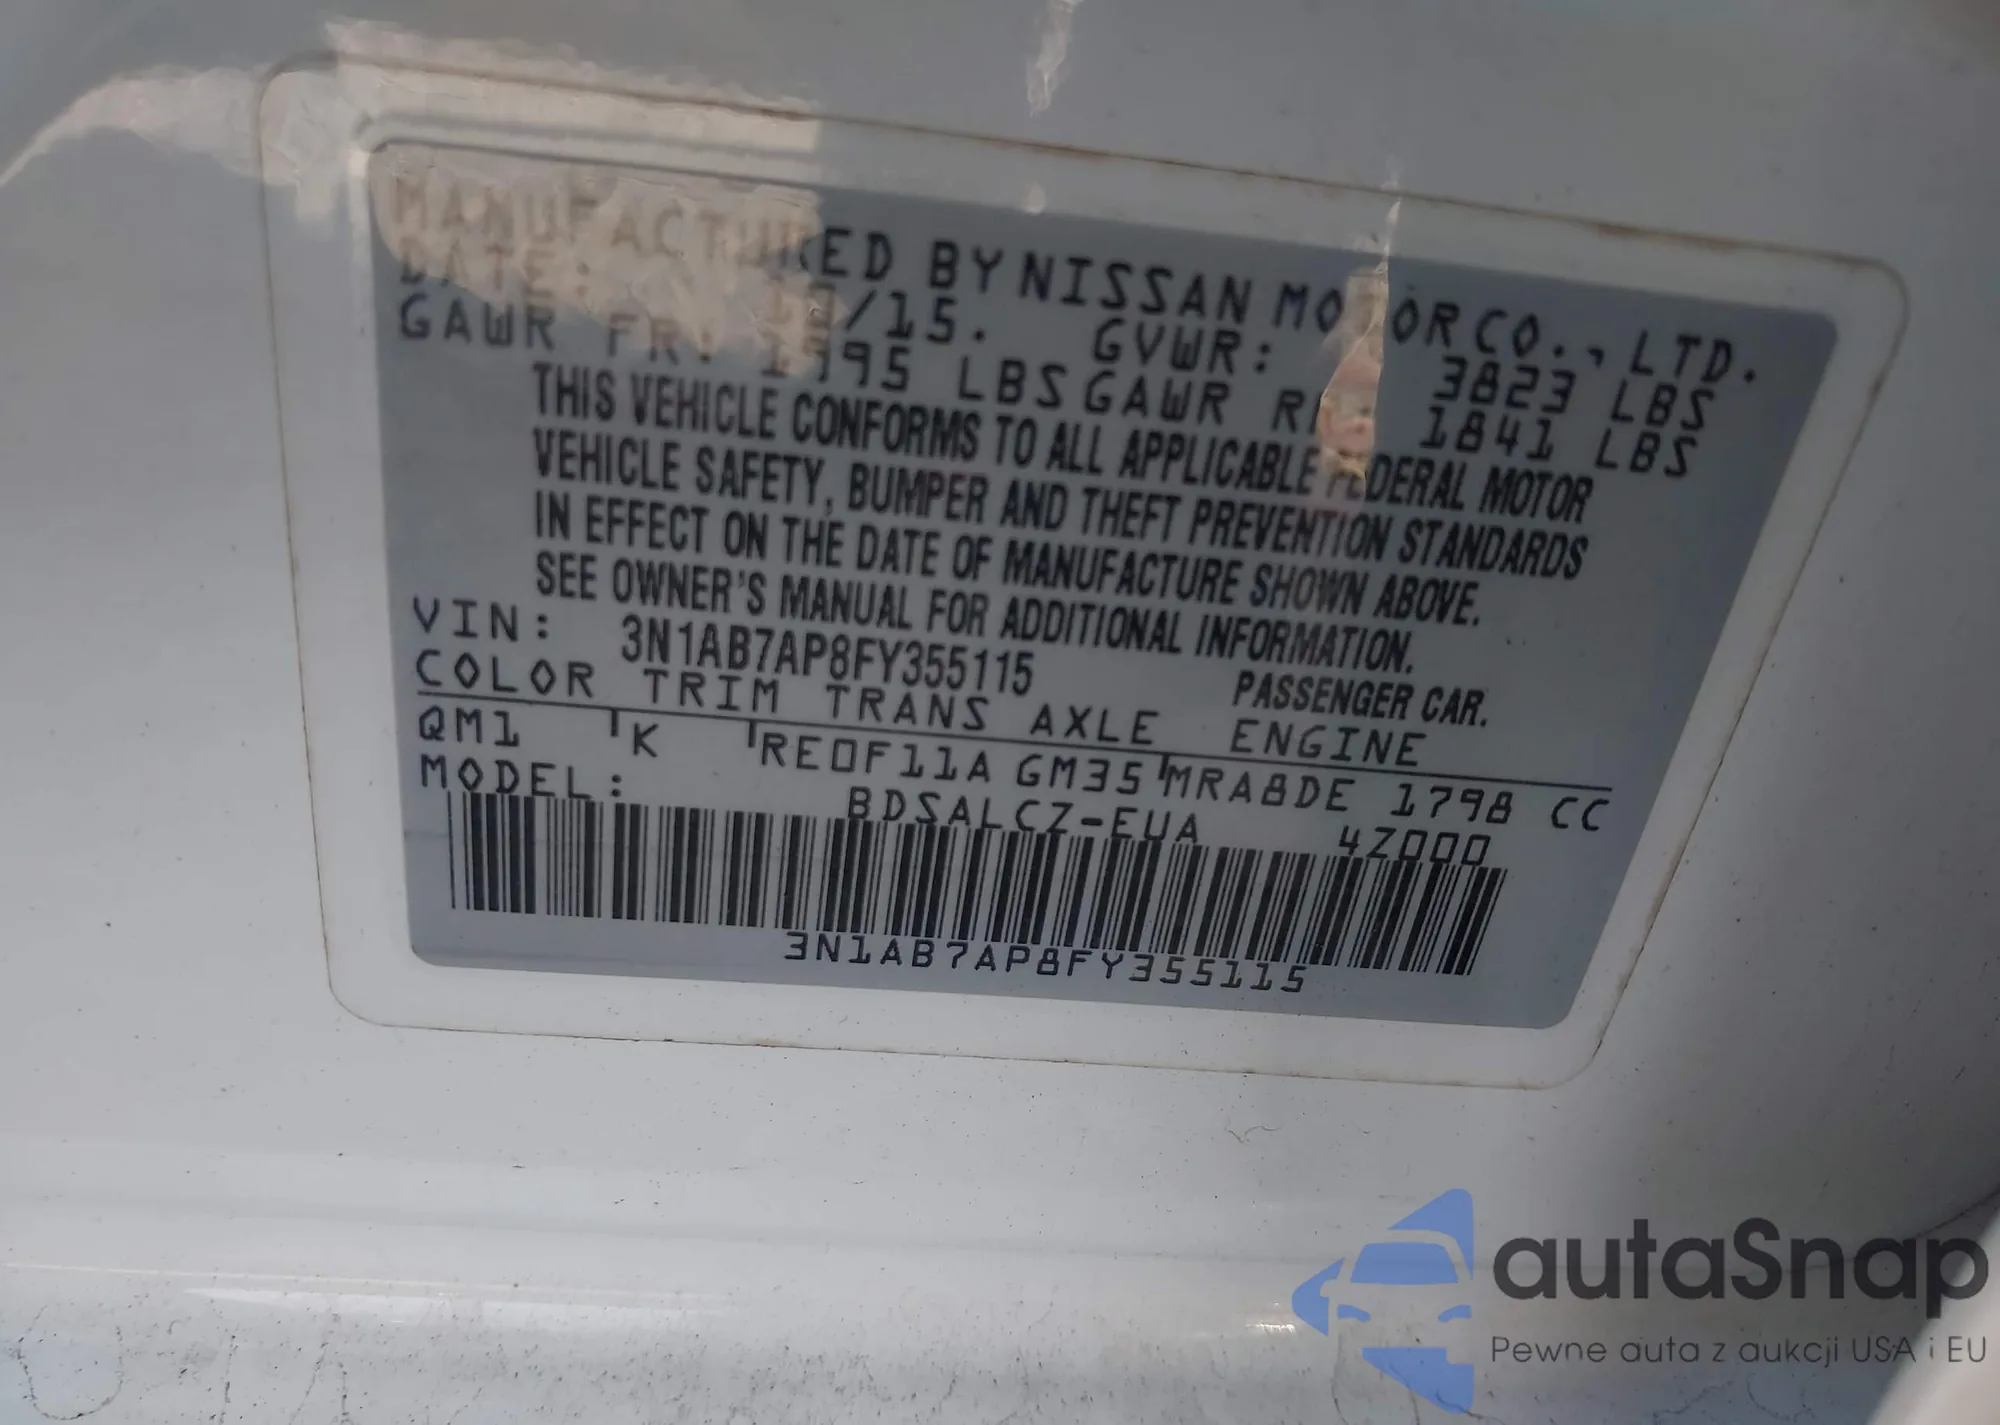 MANUFACTURED BY NISSAN MOTOR CO., LTD.
DATE: /15. GVWR: 3823 LBS
GAWR FR: 1995 LBS GAWR 1841 LBS
THIS VEHICLE CONFORMS TO ALL APPLICABLE FEDERAL MOTOR
VEHICLE SAFETY, BUMPER AND THEFT PREVENTION STANDARDS
IN EFFECT ON THE DATE OF MANUFACTURE SHOWN ABOVE.
SEE OWNER'S MANUAL FOR ADDITIONAL INFORMATION.
VIN: 3N1AB7AP8FY355115 PASSENGER CAR.
COLOR TRIM TRANS AXLE ENGINE
QM1 K RE0F11A GM35 MRA8DE 1798 CC
MODEL: BDSALCZ-EUA 4Z000
3N1AB7AP8FY355115
autaSnap
Pewne auta z aukcji USA i EU